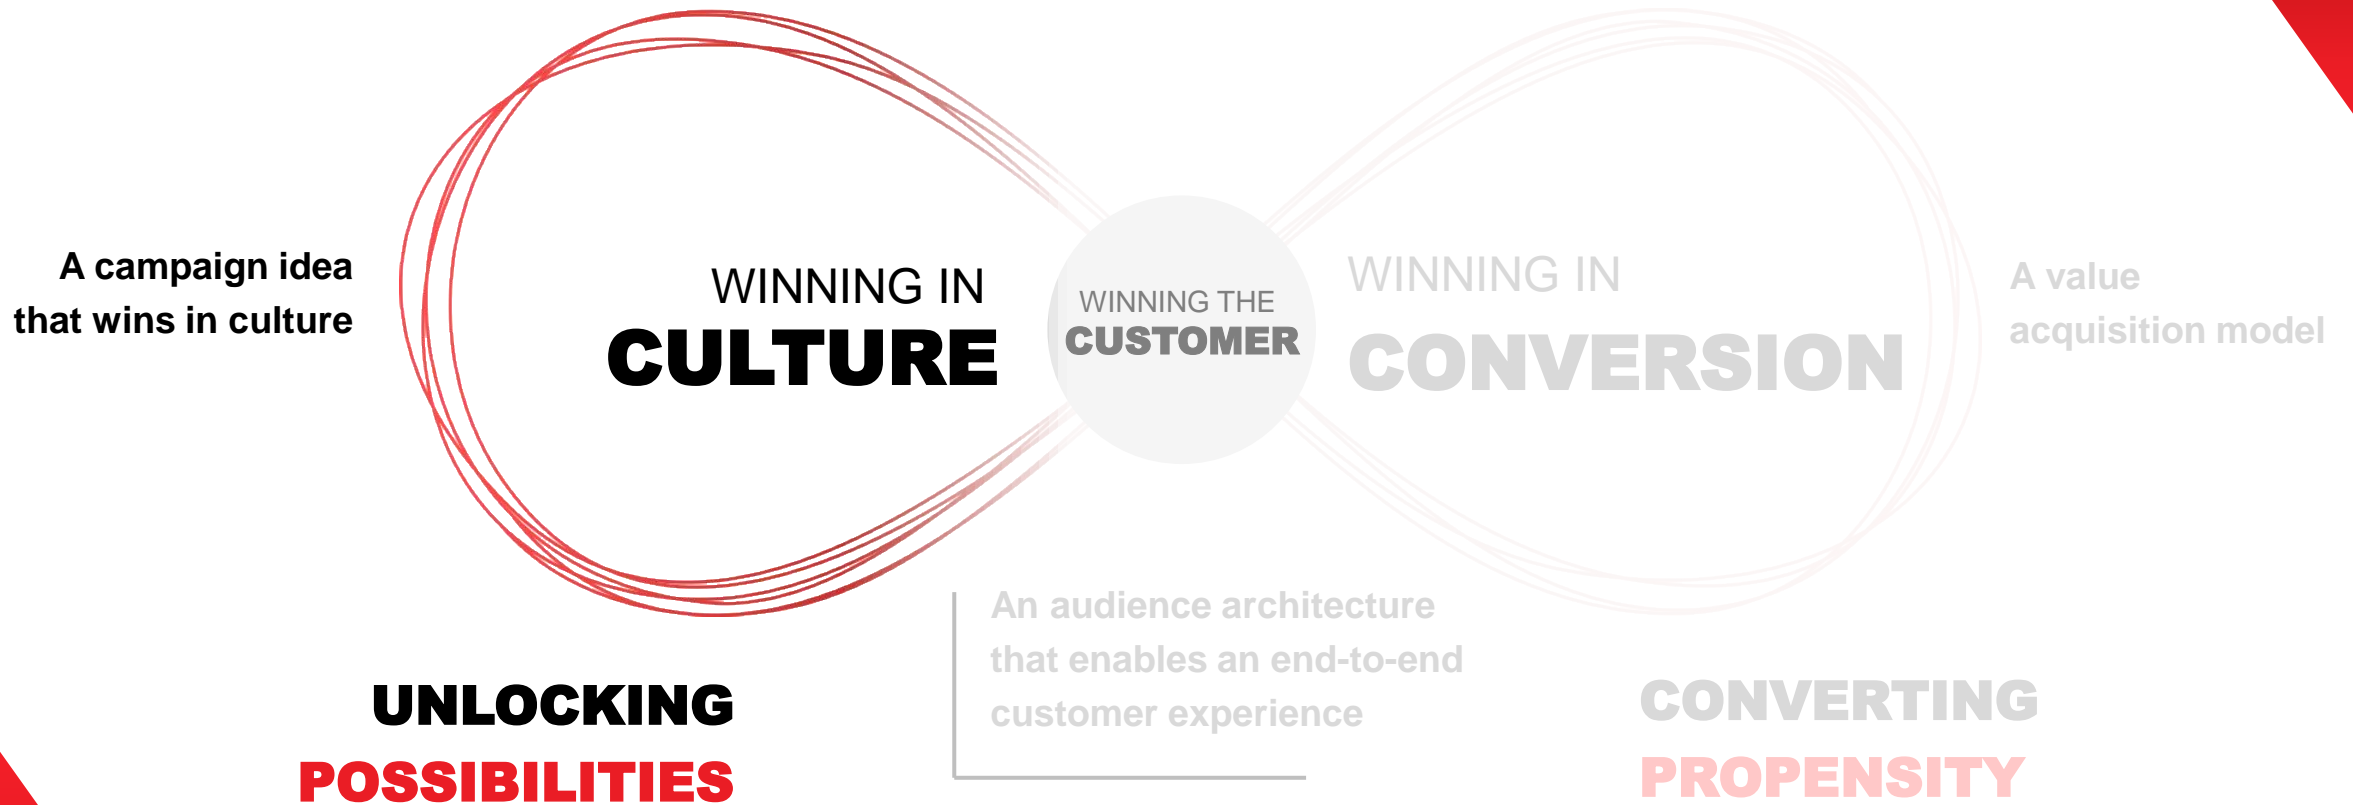 A campaign idea
that wins in culture
WINNING IN
CULTURE
WINNING THE
CUSTOMER
WINNING IN
CONVERSION
A value
acquisition model
An audience architecture
that enables an end-to-end
customer experience
UNLOCKING
POSSIBILITIES
CONVERTING
PROPENSITY